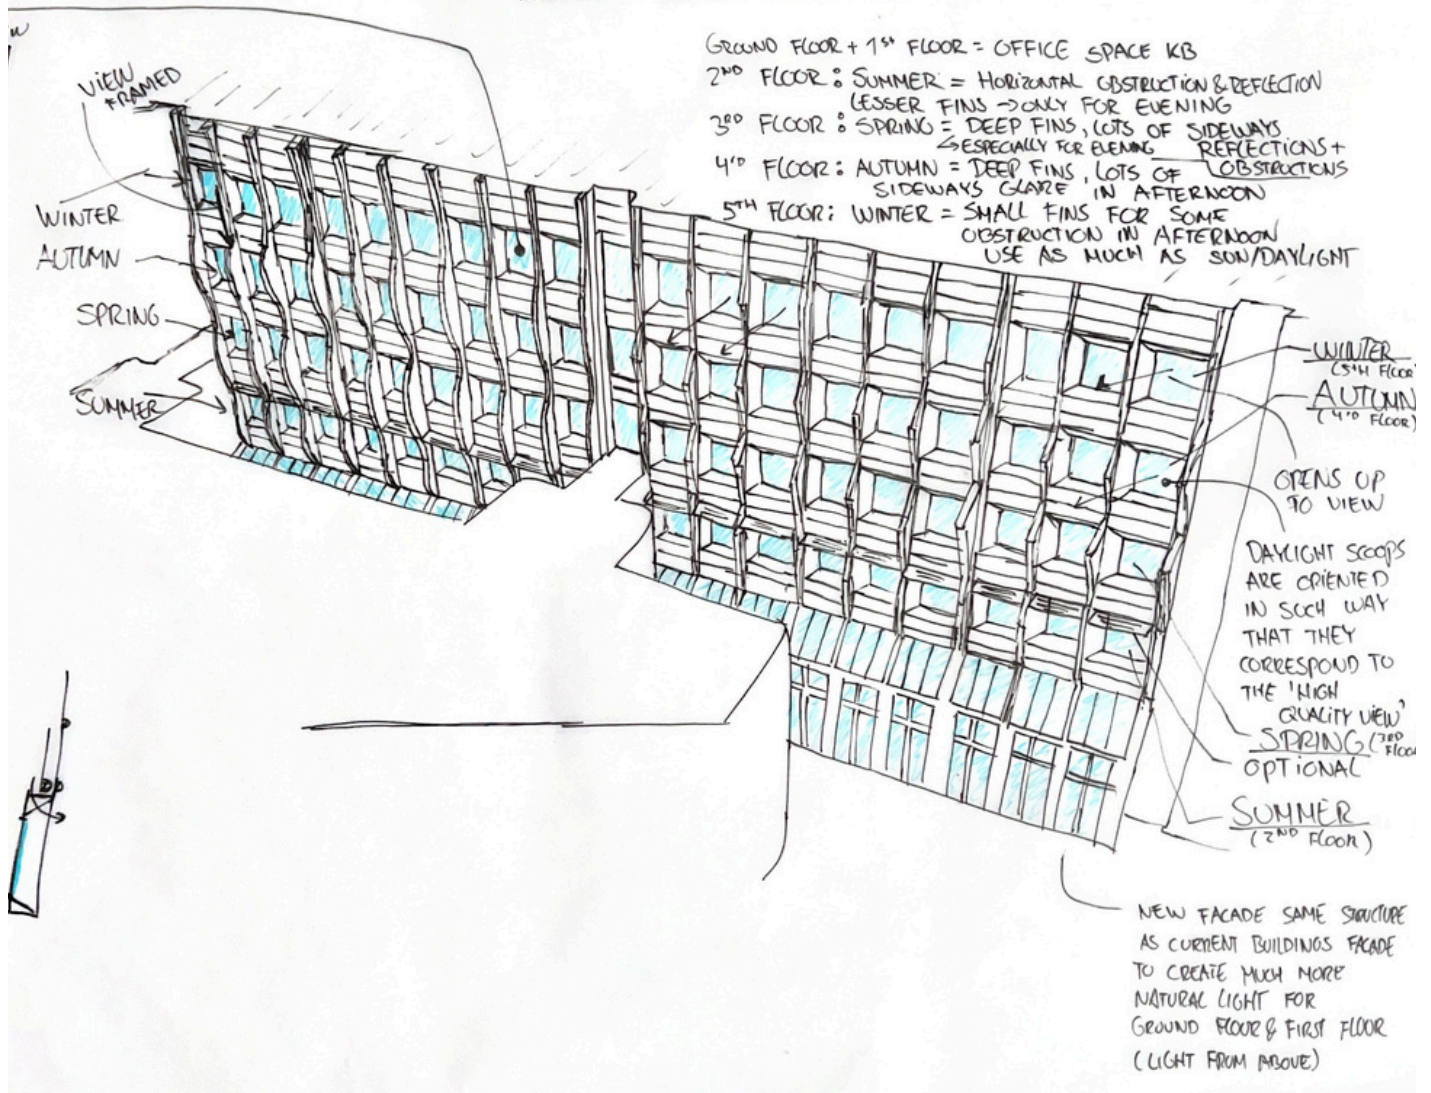 GROUND FLOOR + 1ST FLOOR = OFFICE SPACE KB
2ND FLOOR : SUMMER = HORIZONTAL OBSTRUCTION & REFLECTION
LESSER FINS → ONLY FOR EVENING
3RD FLOOR : SPRING = DEEP FINS, LOTS OF SIDEWAYS
↳ ESPECIALLY FOR EVENING REFLECTIONS +
OBSTRUCTIONS
4'D FLOOR : AUTUMN = DEEP FINS, LOTS OF
SIDEWAYS GLARE IN AFTERNOON
5TH FLOOR : WINTER = SMALL FINS FOR SOME
OBSTRUCTION IN AFTERNOON
USE AS MUCH AS SUN/DAYLIGHT
VIEW
FRAMED
WINTER
AUTUMN
SPRING
SUMMER
WINTER
(5TH FLOOR
AUTUMN
(4'D FLOOR)
OPENS UP
TO VIEW
DAYLIGHT SCOOPS
ARE ORIENTED
IN SUCH WAY
THAT THEY
CORRESPOND TO
THE 'HIGH
QUALITY VIEW'
SPRING (3RD
FLOO
OPTIONAL
SUMMER
(2ND FLOOR)
NEW FACADE SAME STRUCTURE
AS CURRENT BUILDINGS FACADE
TO CREATE MUCH MORE
NATURAL LIGHT FOR
GROUND FLOUR & FIRST FLOOR
(LIGHT FROM ABOVE)